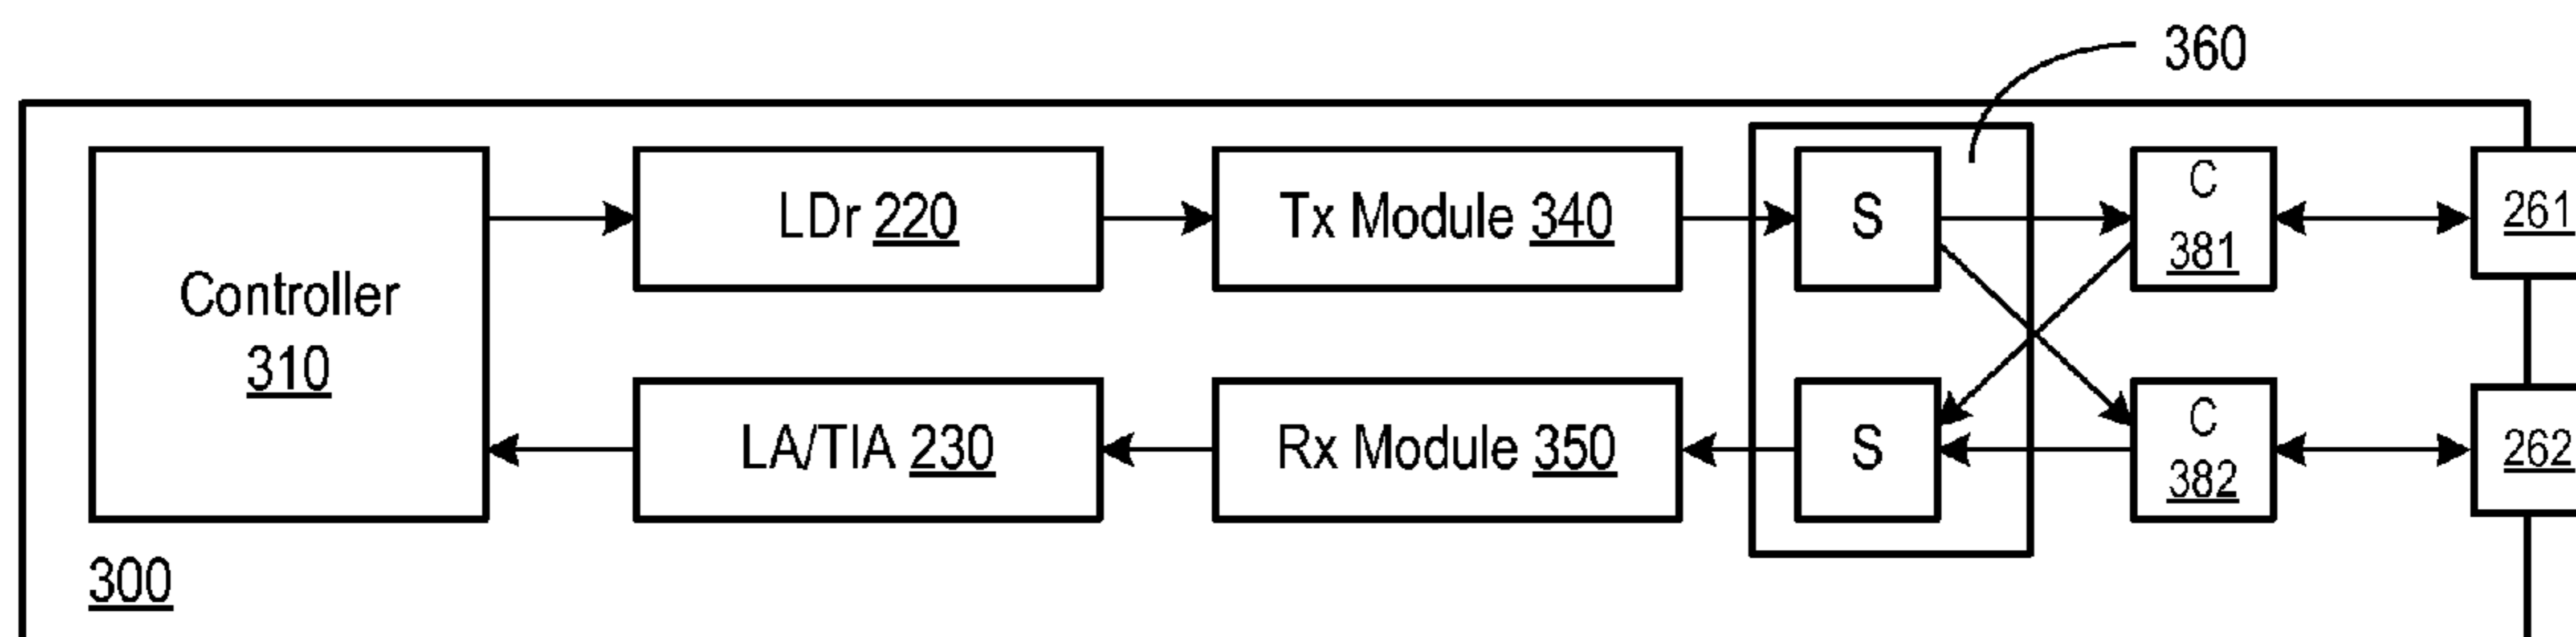 360
Controller
310
LDr 220
Tx Module 340
S
C
381
261
LA/TIA 230
Rx Module 350
S
C
382
262
300